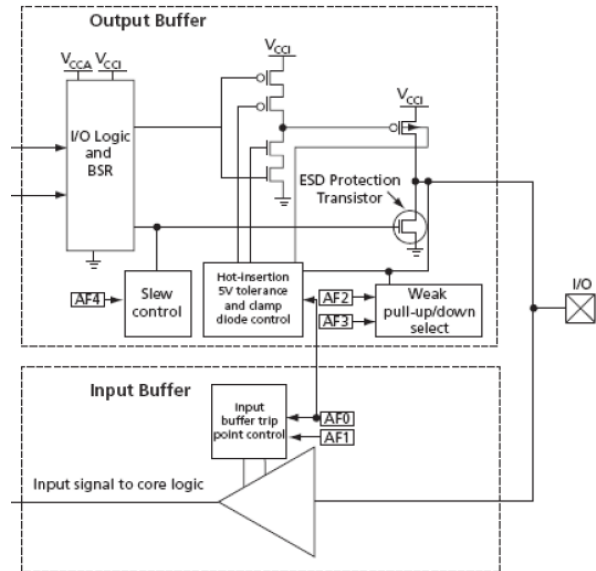 Output Buffer
VCCA VCCI
VCCI
VCCI
I/O Logic
and
BSR
ESD Protection
Transistor
AF4
Slew
control
Hot-insertion
5V tolerance
and clamp
diode control
AF2
AF3
Weak
pull-up/down
select
I/O
Input Buffer
Input
buffer trip
point control
AF0
AF1
Input signal to core logic